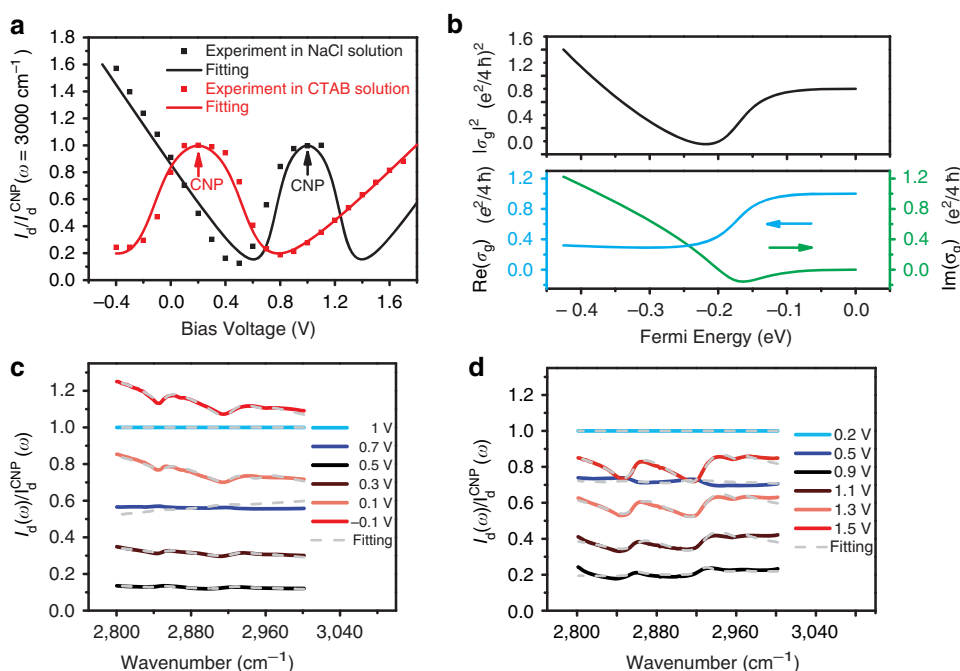 a
I_d/I_d^CNP(ω = 3000 cm⁻¹)
1.8
1.6
1.4
1.2
1.0
0.8
0.6
0.4
0.2
0.0
Experiment in NaCl solution
Fitting
Experiment in CTAB solution
Fitting
CNP
CNP
−0.4
0.0
0.4
0.8
1.2
1.6
Bias Voltage (V)
b
|σ_g|² (e²/4ℏ)²
1.6
1.2
0.8
0.4
0.0
Re(σ_g) (e²/4ℏ)
1.2
0.8
0.4
0.0
1.2
0.8
0.4
0.0
Im(σ_g) (e²/4ℏ)
− 0.4
−0.3
−0.2
−0.1
0.0
Fermi Energy (eV)
c
I_d(ω)/I_d^CNP(ω)
1.2
1.0
0.8
0.6
0.4
0.2
0.0
1 V
0.7 V
0.5 V
0.3 V
0.1 V
−0.1 V
Fitting
2,800
2,880
2,960
3,040
Wavenumber (cm⁻¹)
d
I_d(ω)/I_d^CNP(ω)
1.0
0.8
0.6
0.4
0.2
0.0
0.2 V
0.5 V
0.9 V
1.1 V
1.3 V
1.5 V
Fitting
2,800
2,880
2,960
3,040
Wavenumber (cm⁻¹)